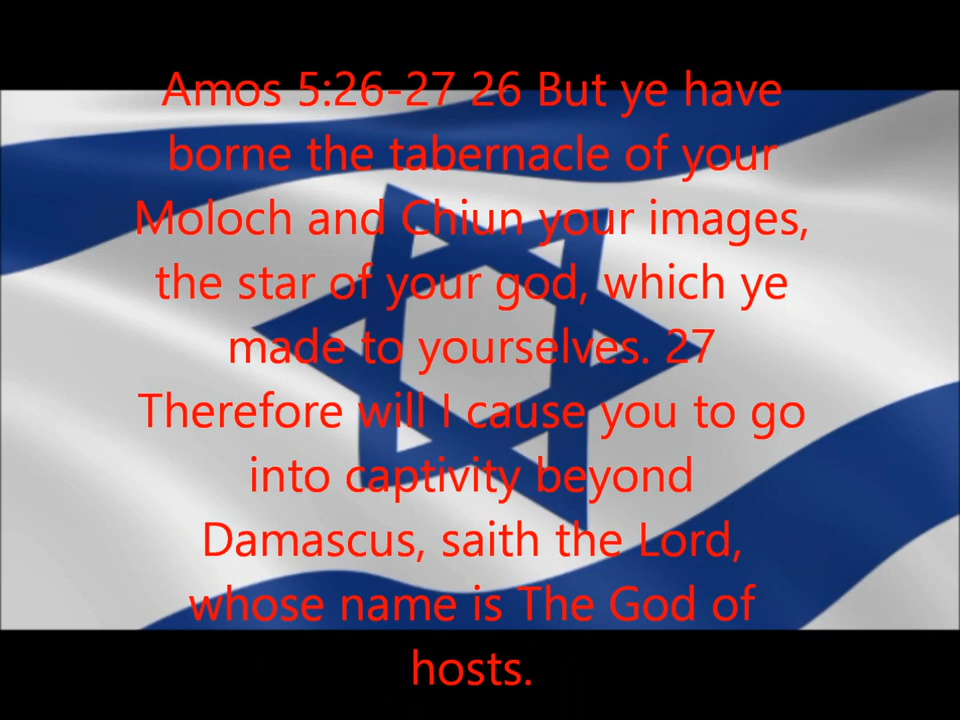 Amos 5:26-27 26 But ye have
borne the tabernacle of your
Moloch and Chiun your images,
the star of your god, which ye
made to yourselves. 27
Therefore will I cause you to go
into captivity beyond
Damascus, saith the Lord,
whose name is The God of
hosts.